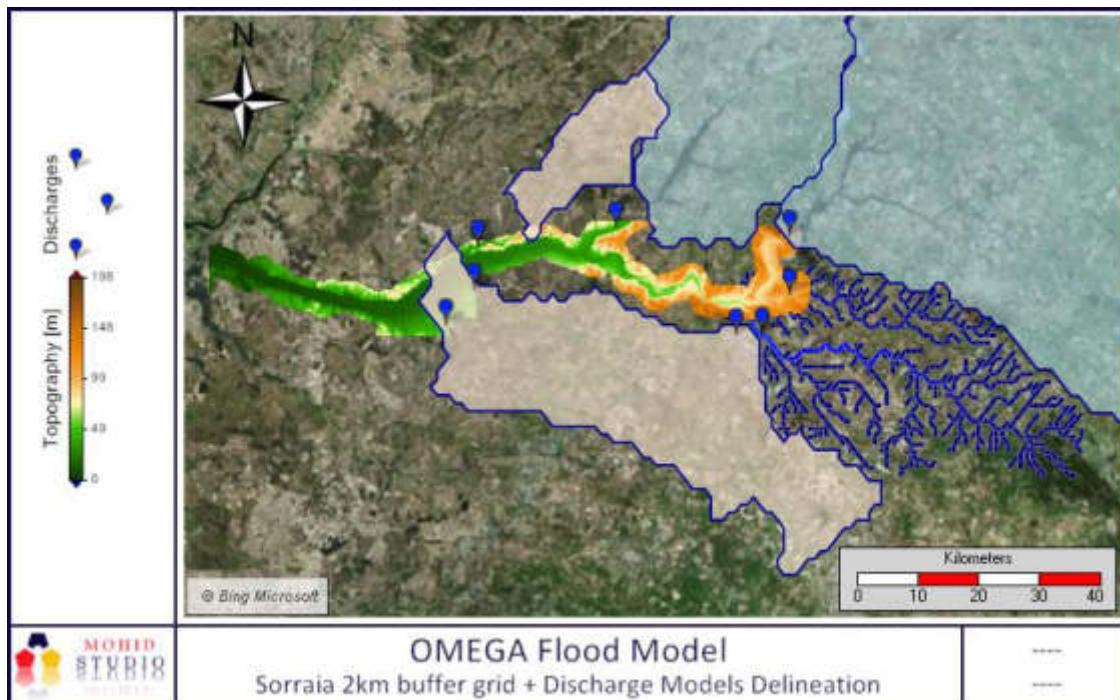 N
Discharges
Topography [m]
198
148
99
49
0
© Bing Microsoft
Kilometers
0 10 20 30 40
MOHID
STUDIO
OMEGA Flood Model
Sorraia 2km buffer grid + Discharge Models Delineation
----
----